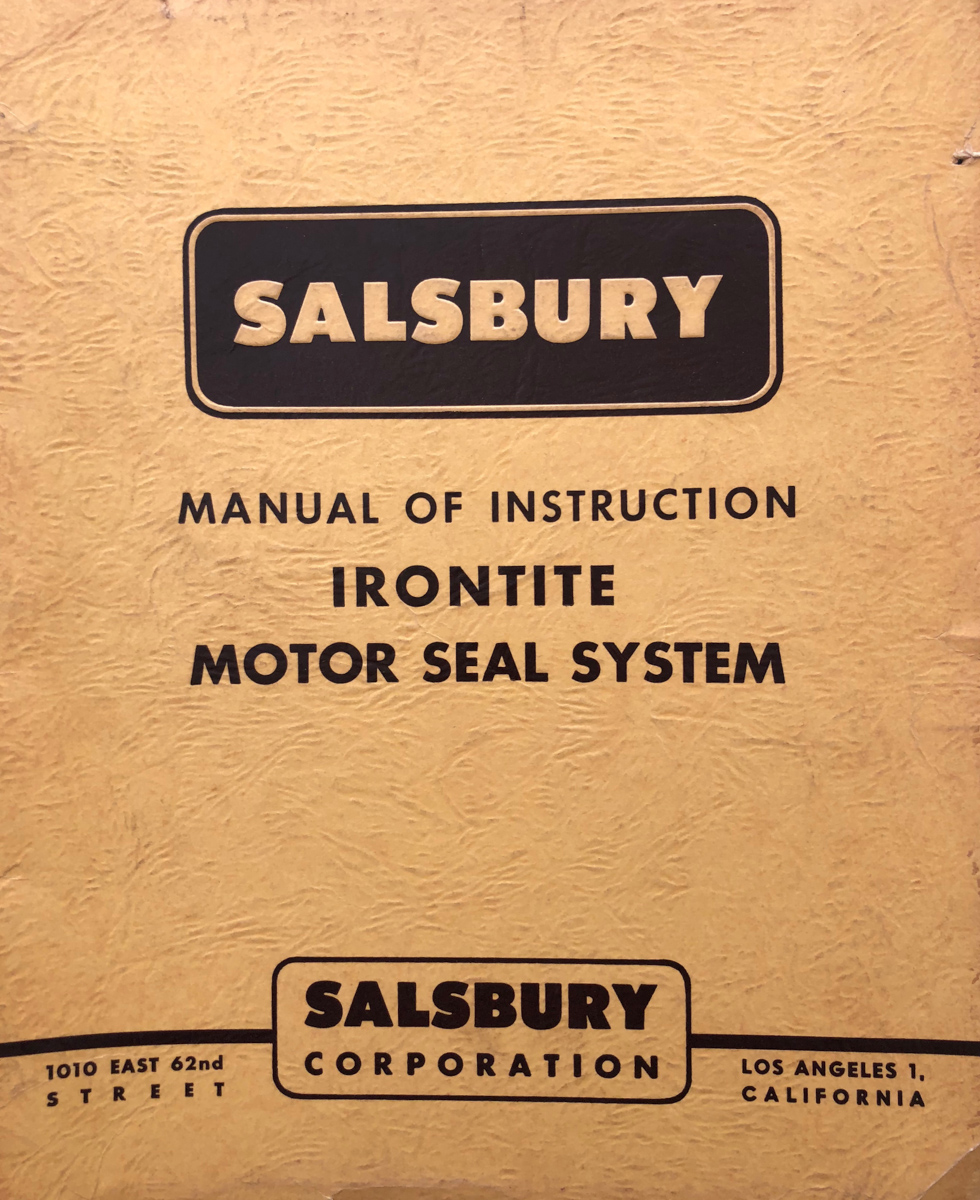 SALSBURY
MANUAL OF INSTRUCTION
IRONTITE
MOTOR SEAL SYSTEM
SALSBURY
CORPORATION
1010 EAST 62nd
STREET
LOS ANGELES 1,
CALIFORNIA